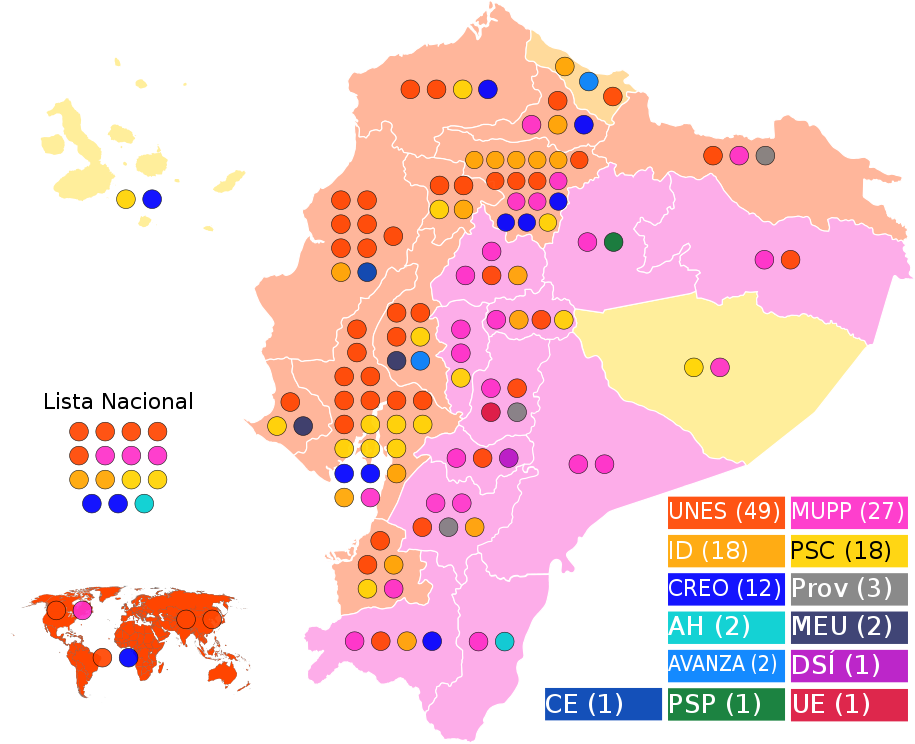 Lista Nacional
UNES (49) MUPP (27)
ID (18) PSC (18)
CREO (12) Prov (3)
AH (2) MEU (2)
AVANZA (2) DSÍ (1)
CE (1) PSP (1) UE (1)